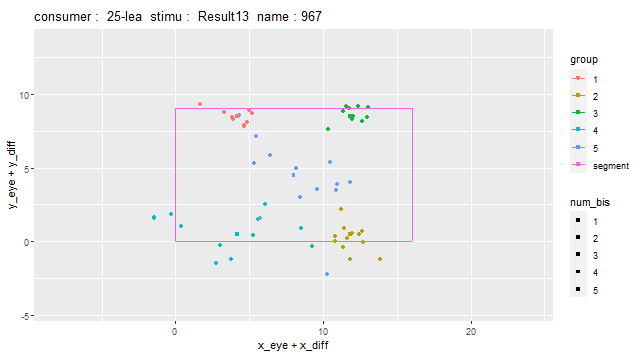 consumer :  25-lea  stimu :  Result13  name : 967
10
5
0
-5
y_eye + y_diff
0
10
20
x_eye + x_diff
group
1
2
3
4
5
segment
num_bis
1
2
3
4
5